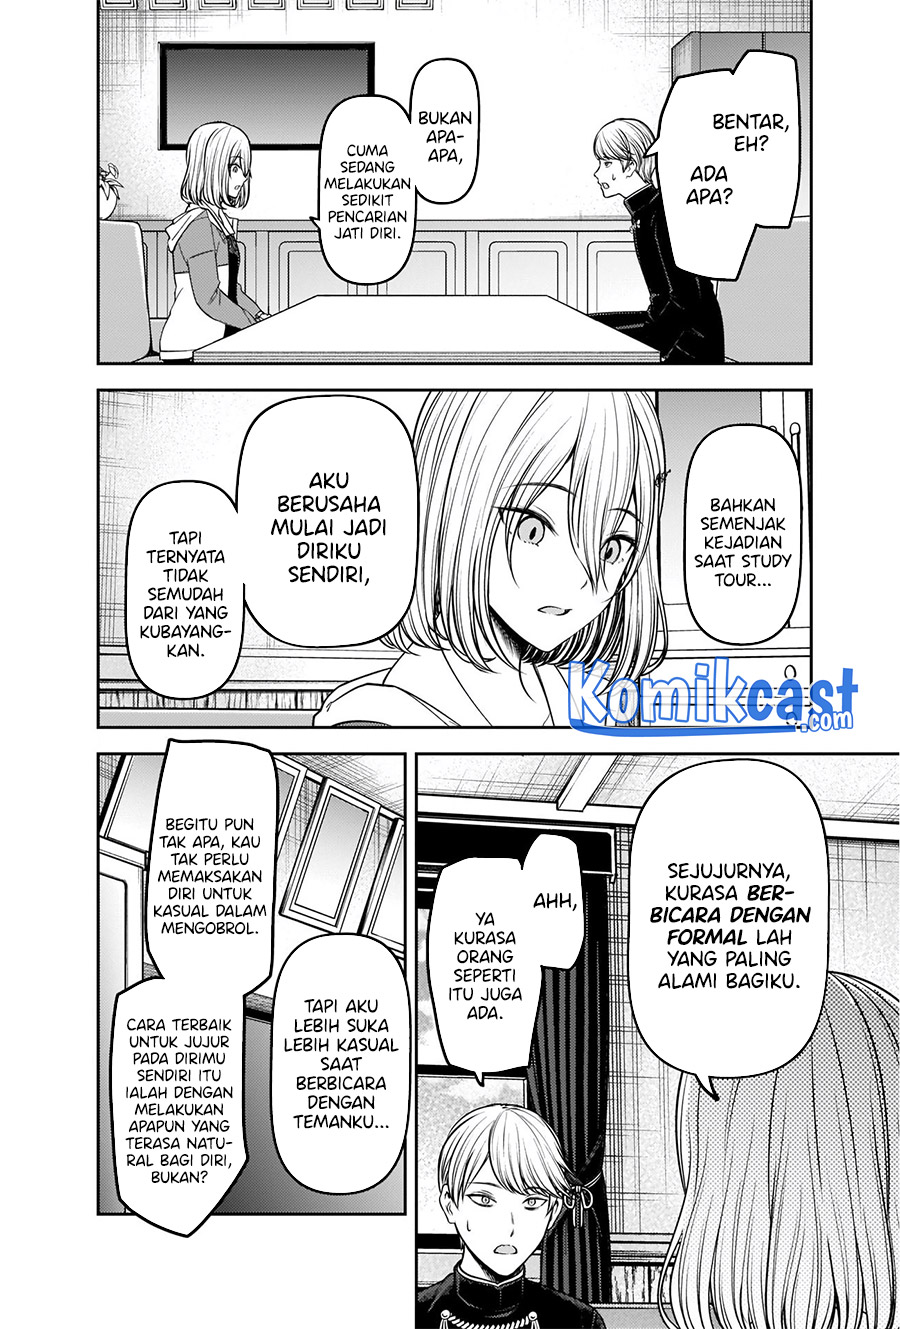 BENTAR,
EH?
ADA
APA?
BUKAN
APA-
APA,
CUMA
SEDANG
MELAKUKAN
SEDIKIT
PENCARIAN
JATI DIRI.
BAHKAN
SEMENJAK
KEJADIAN
SAAT STUDY
TOUR...
AKU
BERUSAHA
MULAI JADI
DIRIKU
SENDIRI,
TAPI
TERNYATA
TIDAK
SEMUDAH
DARI YANG
KUBAYANG-
KAN.
Komikcast
.com
SEJUJURNYA,
KURASA BER-
BICARA DENGAN
FORMAL LAH
YANG PALING
ALAMI BAGIKU.
AHH,
YA
KURASA
ORANG
SEPERTI
ITU JUGA
ADA.
TAPI AKU
LEBIH SUKA
LEBIH KASUAL
SAAT
BERBICARA
DENGAN
TEMANKU...
BEGITU PUN
TAK APA, KAU
TAK PERLU
MEMAKSAKAN
DIRI UNTUK
KASUAL DALAM
MENGOBROL.
CARA TERBAIK
UNTUK JUJUR
PADA DIRIMU
SENDIRI ITU
IALAH DENGAN
MELAKUKAN
APAPUN YANG
TERASA NATU-
RAL BAGI DIRI,
BUKAN?